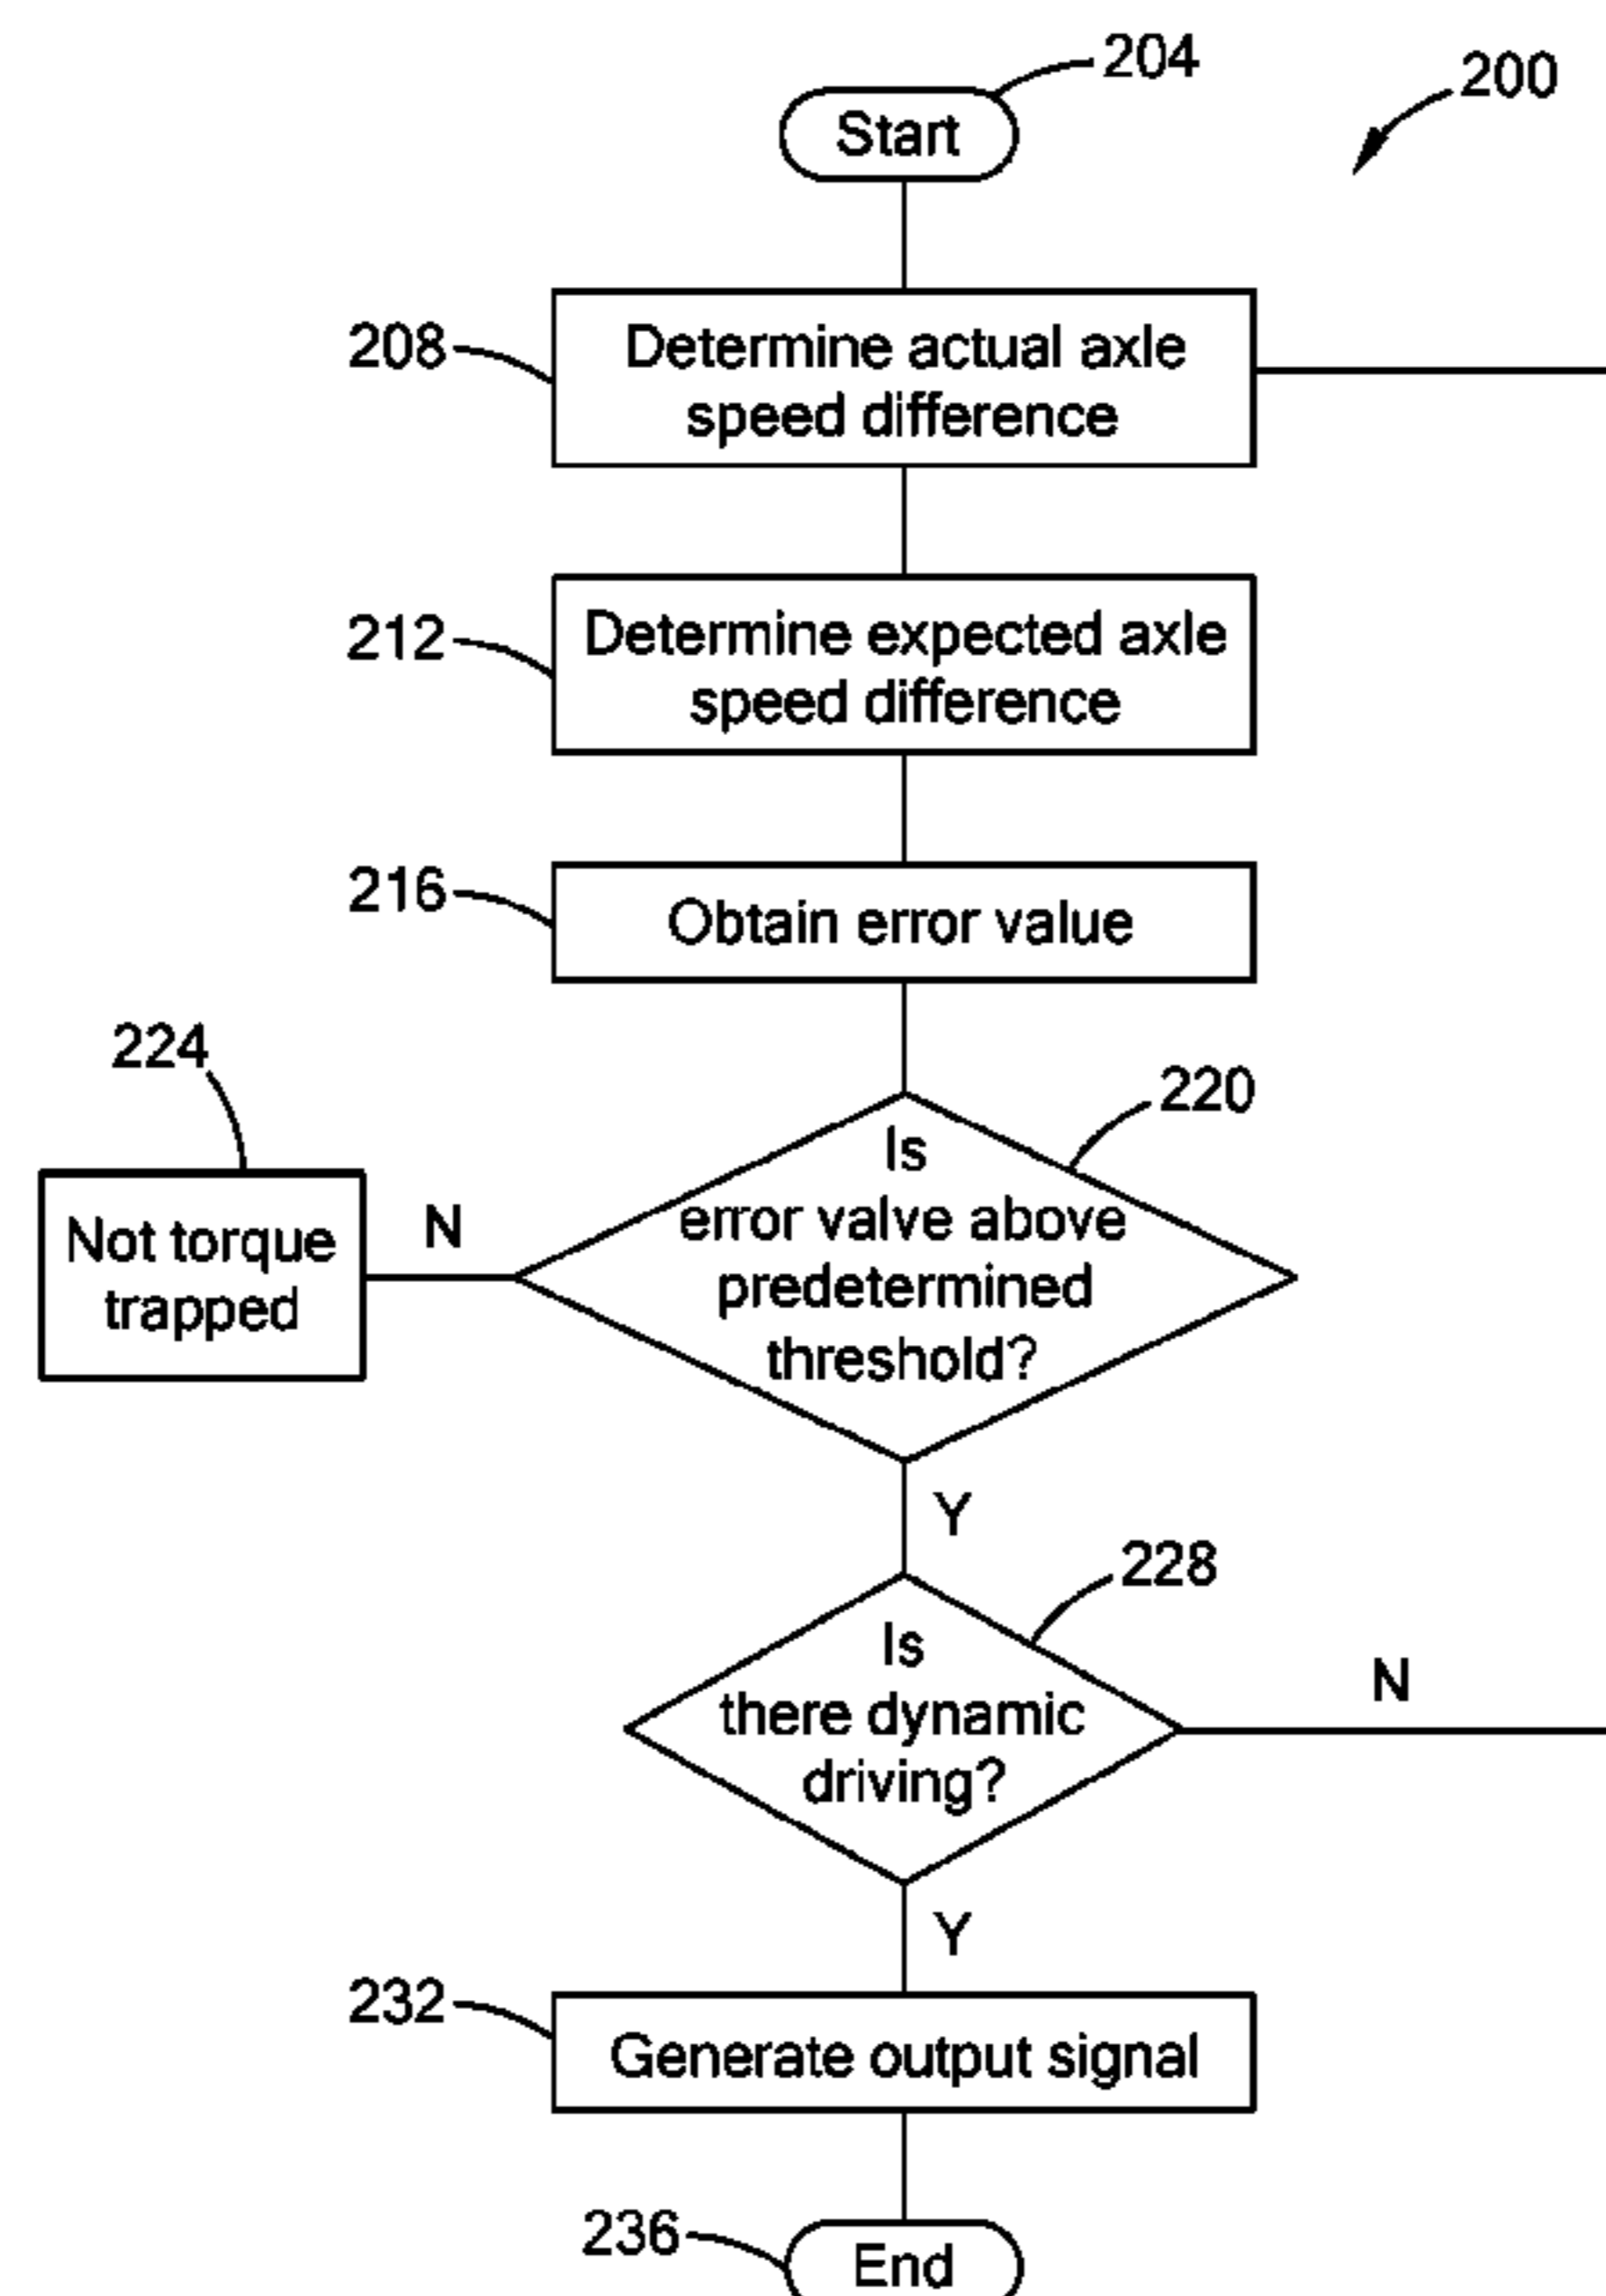 204
200
Start
208
Determine actual axle
speed difference
212
Determine expected axle
speed difference
216
Obtain error value
224
220
Is
error valve above
predetermined
threshold?
N
Not torque
trapped
Y
228
Is
there dynamic
driving?
N
Y
232
Generate output signal
236
End